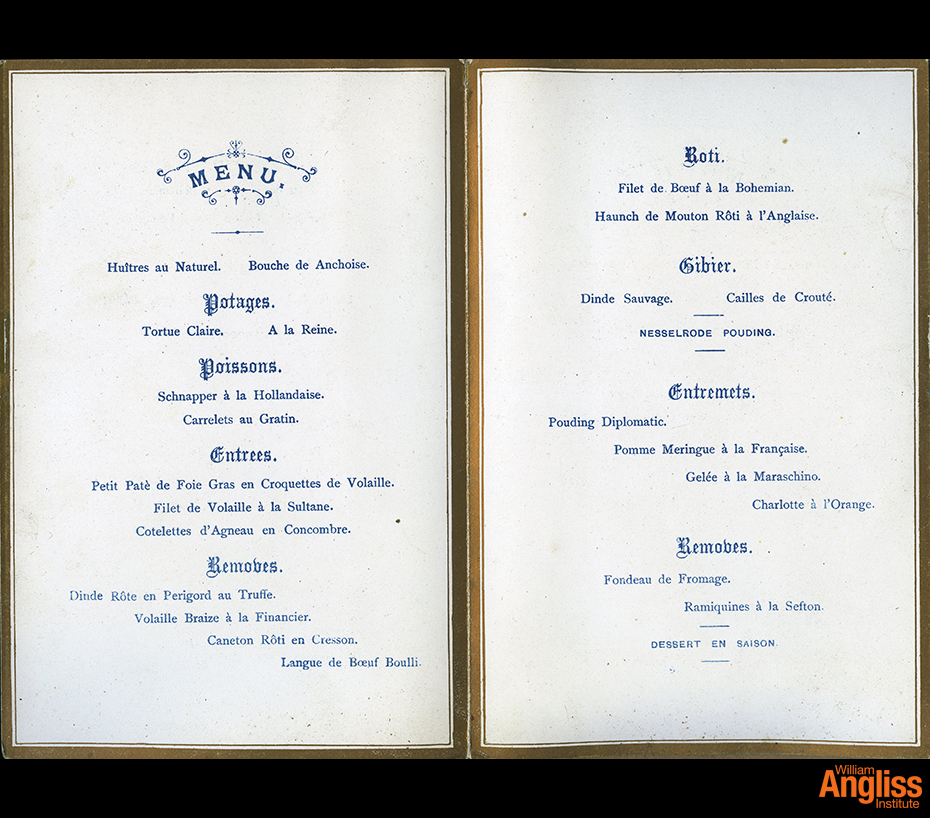 MENU.
Huîtres au Naturel. Bouche de Anchoise.
Potages.
Tortue Claire. A la Reine.
Poissons.
Schnapper à la Hollandaise.
Carrelets au Gratin.
Entrees.
Petit Patè de Foie Gras en Croquettes de Volaille.
Filet de Volaille à la Sultane.
Cotelettes d'Agneau en Concombre.
Removes.
Dinde Rôte en Perigord au Truffe.
Volaille Braize à la Financier.
Caneton Rôti en Cresson.
Langue de Bœuf Boulli.
Roti.
Filet de Bœuf à la Bohemian.
Haunch de Mouton Rôti à l'Anglaise.
Gibier.
Dinde Sauvage. Cailles de Crouté.
NESSELRODE POUDING.
Entremets.
Pouding Diplomatic.
Pomme Meringue à la Française.
Gelée à la Maraschino.
Charlotte à l'Orange.
Removes.
Fondeau de Fromage.
Ramiquines à la Sefton.
DESSERT EN SAISON.
William
Angliss
Institute